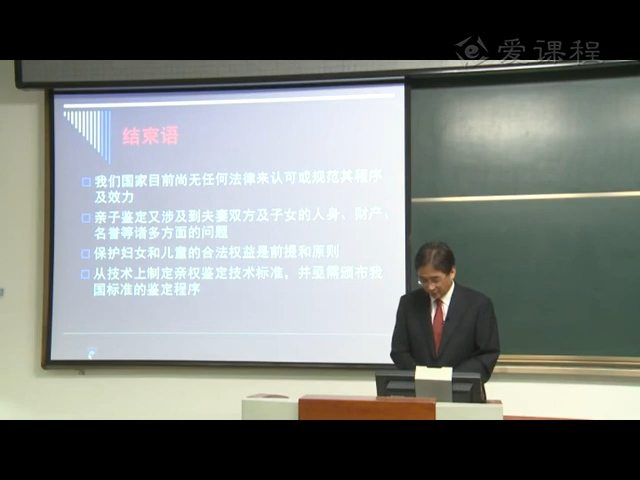 爱课程
结束语
我们国家目前尚无任何法律来认可或规范其程序
及效力
亲子鉴定又涉及到夫妻双方及子女的人身、财产、
名誉等诸多方面的问题
保护妇女和儿童的合法权益是前提和原则
从技术上制定亲权鉴定技术标准，并亟需颁布我
国标准的鉴定程序